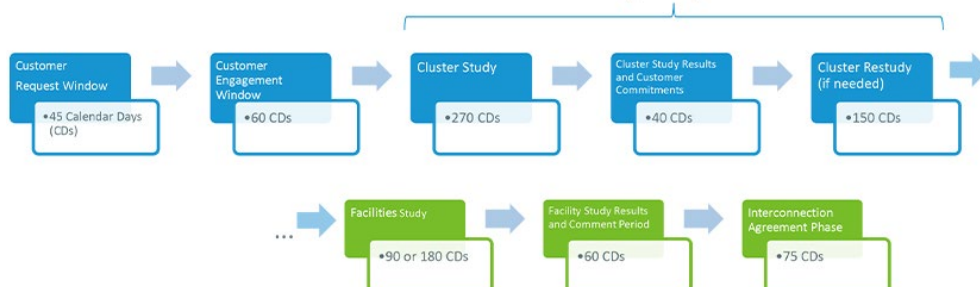 Customer
Request Window
•45 Calendar Days
(CDs)
Customer
Engagement
Window
•60 CDs
Cluster Study
•270 CDs
Cluster Study Results
and Customer
Commitments
•40 CDs
Cluster Restudy
(if needed)
•150 CDs
...
Facilities Study
•90 or 180 CDs
Facility Study Results
and Comment Period
•60 CDs
Interconnection
Agreement Phase
•75 CDs